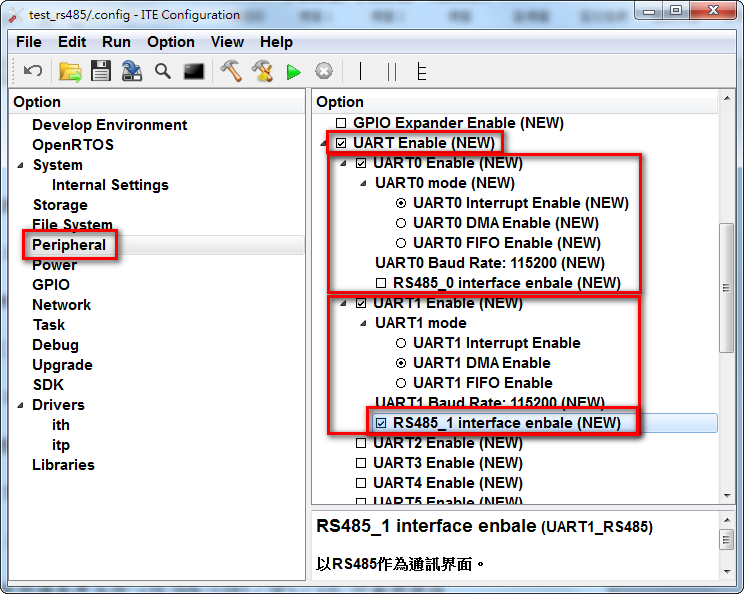 test_rs485/.config - ITE Configuration
File Edit Run Option View Help
Option
Develop Environment
OpenRTOS
System
Internal Settings
Storage
File System
Peripheral
Power
GPIO
Network
Task
Debug
Upgrade
SDK
Drivers
ith
itp
Libraries
Option
GPIO Expander Enable (NEW)
UART Enable (NEW)
UART0 Enable (NEW)
UART0 mode (NEW)
UART0 Interrupt Enable (NEW)
UART0 DMA Enable (NEW)
UART0 FIFO Enable (NEW)
UART0 Baud Rate: 115200 (NEW)
RS485_0 interface enbale (NEW)
UART1 Enable (NEW)
UART1 mode
UART1 Interrupt Enable
UART1 DMA Enable
UART1 FIFO Enable
UART1 Baud Rate: 115200 (NEW)
RS485_1 interface enbale (NEW)
UART2 Enable (NEW)
UART3 Enable (NEW)
UART4 Enable (NEW)
UART5 Enable (NEW)
RS485_1 interface enbale (UART1_RS485)
以RS485作為通訊界面。